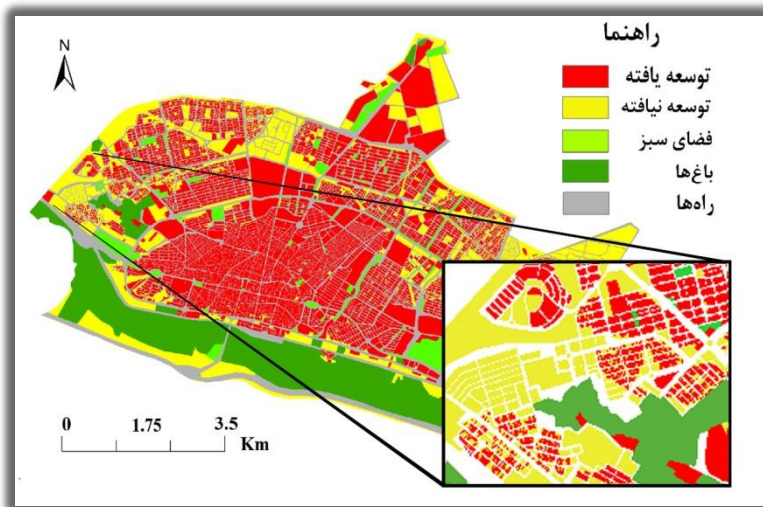 راهنما
توسعه یافته
توسعه نیافته
فضای سبز
باغ‌ها
راه‌ها
N
0 1.75 3.5
Km